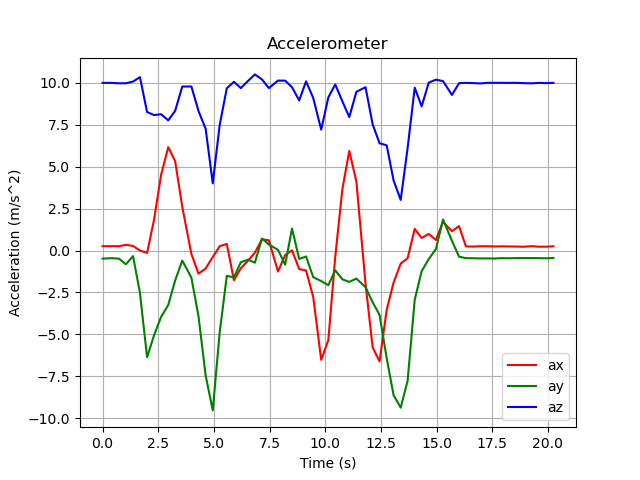 Accelerometer
10.0
7.5
5.0
2.5
0.0
−2.5
−5.0
−7.5
−10.0
Acceleration (m/s^2)
ax
ay
az
0.0 2.5 5.0 7.5 10.0 12.5 15.0 17.5 20.0
Time (s)